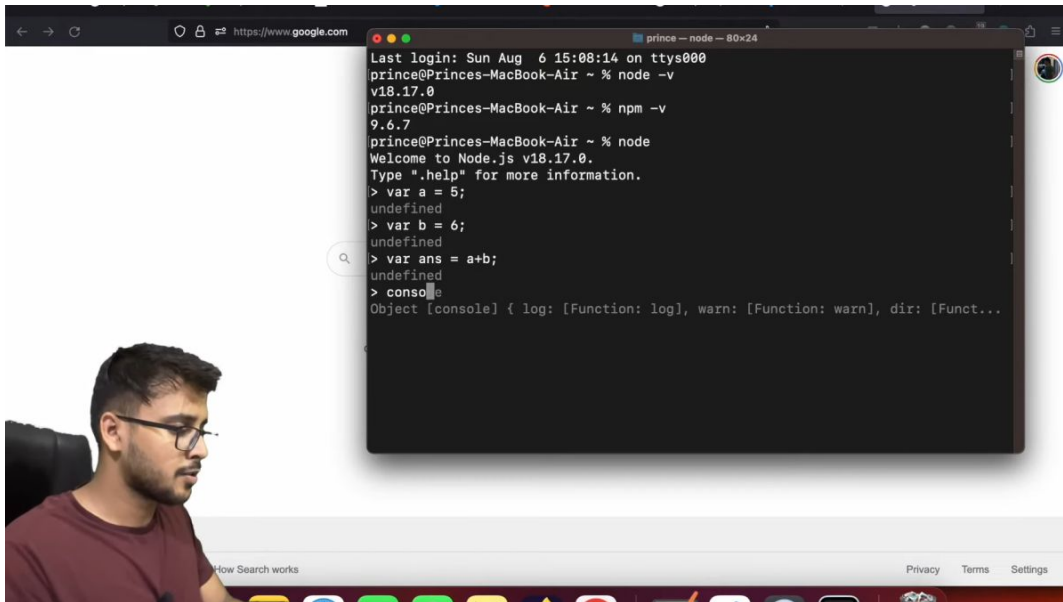 https://www.google.com
prince — node — 80×24
Last login: Sun Aug  6 15:08:14 on ttys000
[prince@Princes-MacBook-Air ~ % node -v
v18.17.0
[prince@Princes-MacBook-Air ~ % npm -v
9.6.7
[prince@Princes-MacBook-Air ~ % node
Welcome to Node.js v18.17.0.
Type ".help" for more information.
[> var a = 5;
undefined
[> var b = 6;
undefined
[> var ans = a+b;
undefined
> console
Object [console] { log: [Function: log], warn: [Function: warn], dir: [Funct...
How Search works
Privacy Terms Settings